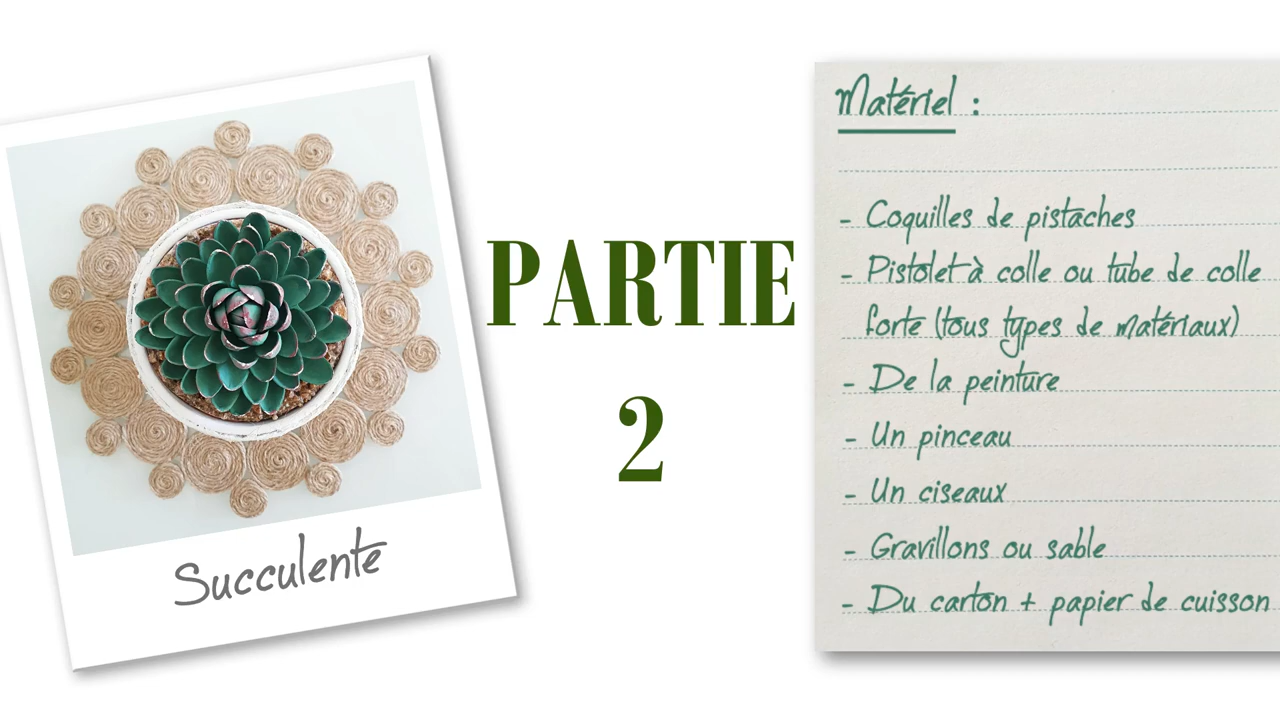 Succulente
PARTIE
2
Matériel :
- Coquilles de pistaches
- Pistolet à colle ou tube de colle
forte (tous types de matériaux)
- De la peinture
- Un pinceau
- Un ciseaux
- Gravillons ou sable
- Du carton + papier de cuisson